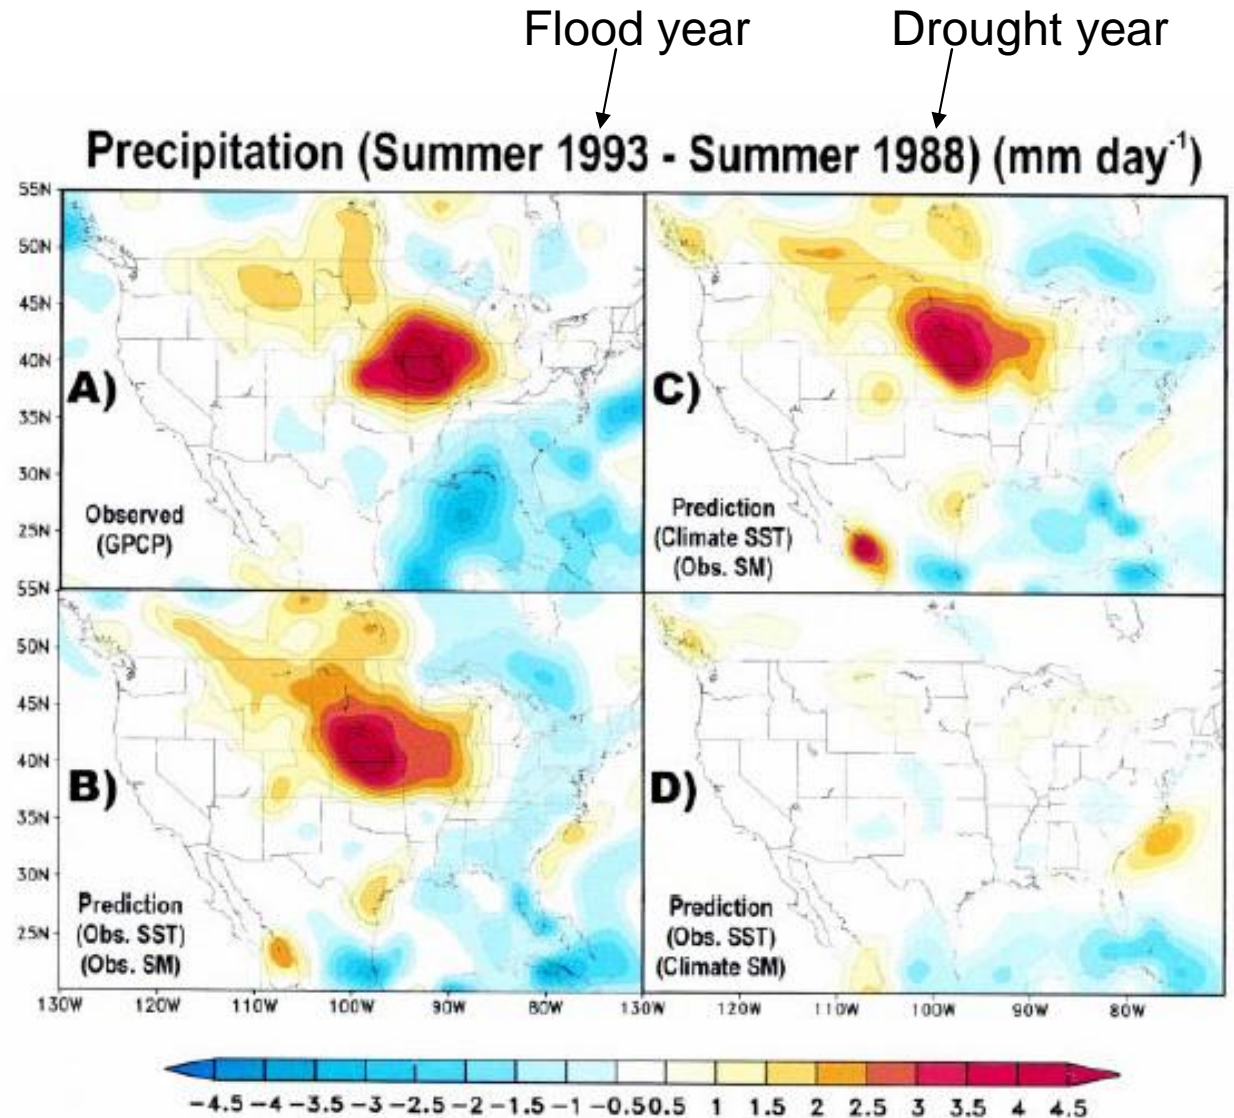 Flood year Drought year
Precipitation (Summer 1993 - Summer 1988) (mm day⁻¹)
55N
50N
45N
40N
35N
30N
25N
A)
Observed
(GPCP)
C)
Prediction
(Climate SST)
(Obs. SM)
55N
50N
45N
40N
35N
30N
25N
B)
Prediction
(Obs. SST)
(Obs. SM)
D)
Prediction
(Obs. SST)
(Climate SM)
130W 120W 110W 100W 90W 80W 130W 120W 110W 100W 90W 80W
-4.5 -4 -3.5 -3 -2.5 -2 -1.5 -1 -0.5 0.5 1 1.5 2 2.5 3 3.5 4 4.5